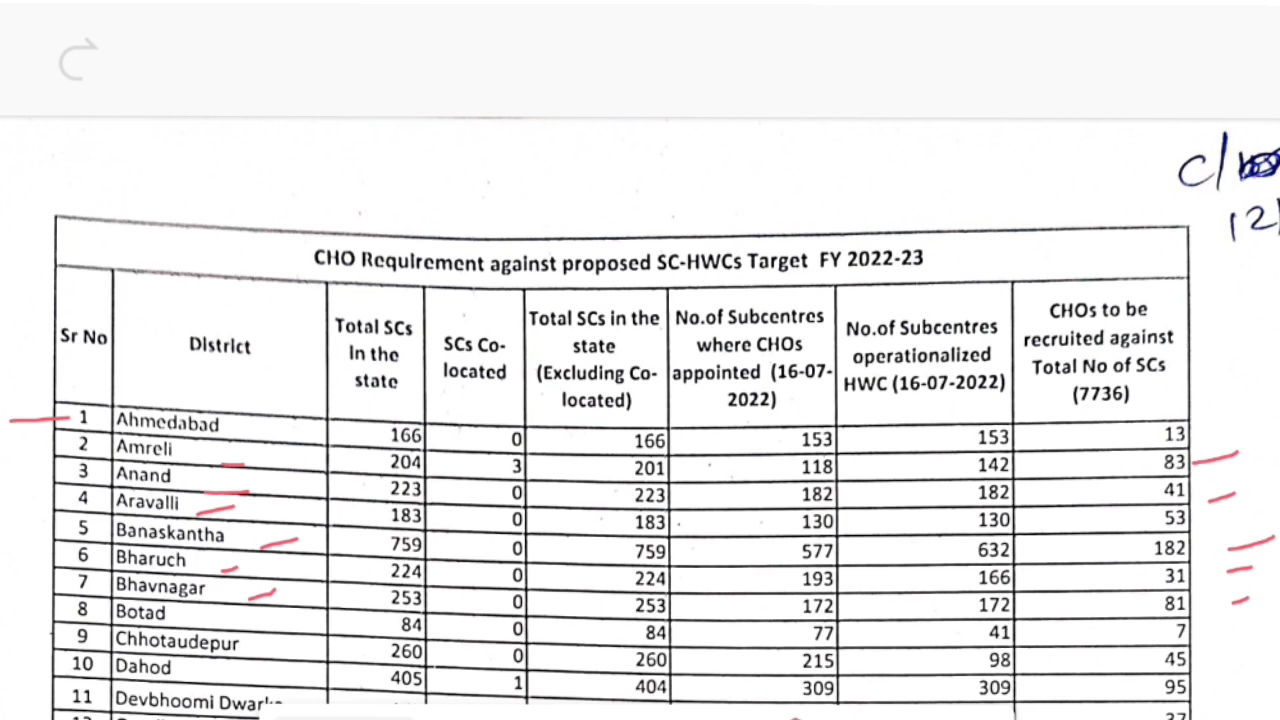 C/
12/
CHO Requirement against proposed SC-HWCs Target FY 2022-23
Sr No District Total SCs in the state SCs Co-located Total SCs in the state (Excluding Co-located) No.of Subcentres where CHOs appointed (16-07-2022) No.of Subcentres operationalized HWC (16-07-2022) CHOs to be recruited against Total No of SCs (7736)
1 Ahmedabad 166 0 166 153 153 13
2 Amreli 204 3 201 118 142 83
3 Anand 223 0 223 182 182 41
4 Aravalli 183 0 183 130 130 53
5 Banaskantha 759 0 759 577 632 182
6 Bharuch 224 0 224 193 166 31
7 Bhavnagar 253 0 253 172 172 81
8 Botad 84 0 84 77 41 7
9 Chhotaudepur 260 0 260 215 98 45
10 Dahod 405 1 404 309 309 95
11 Devbhoomi